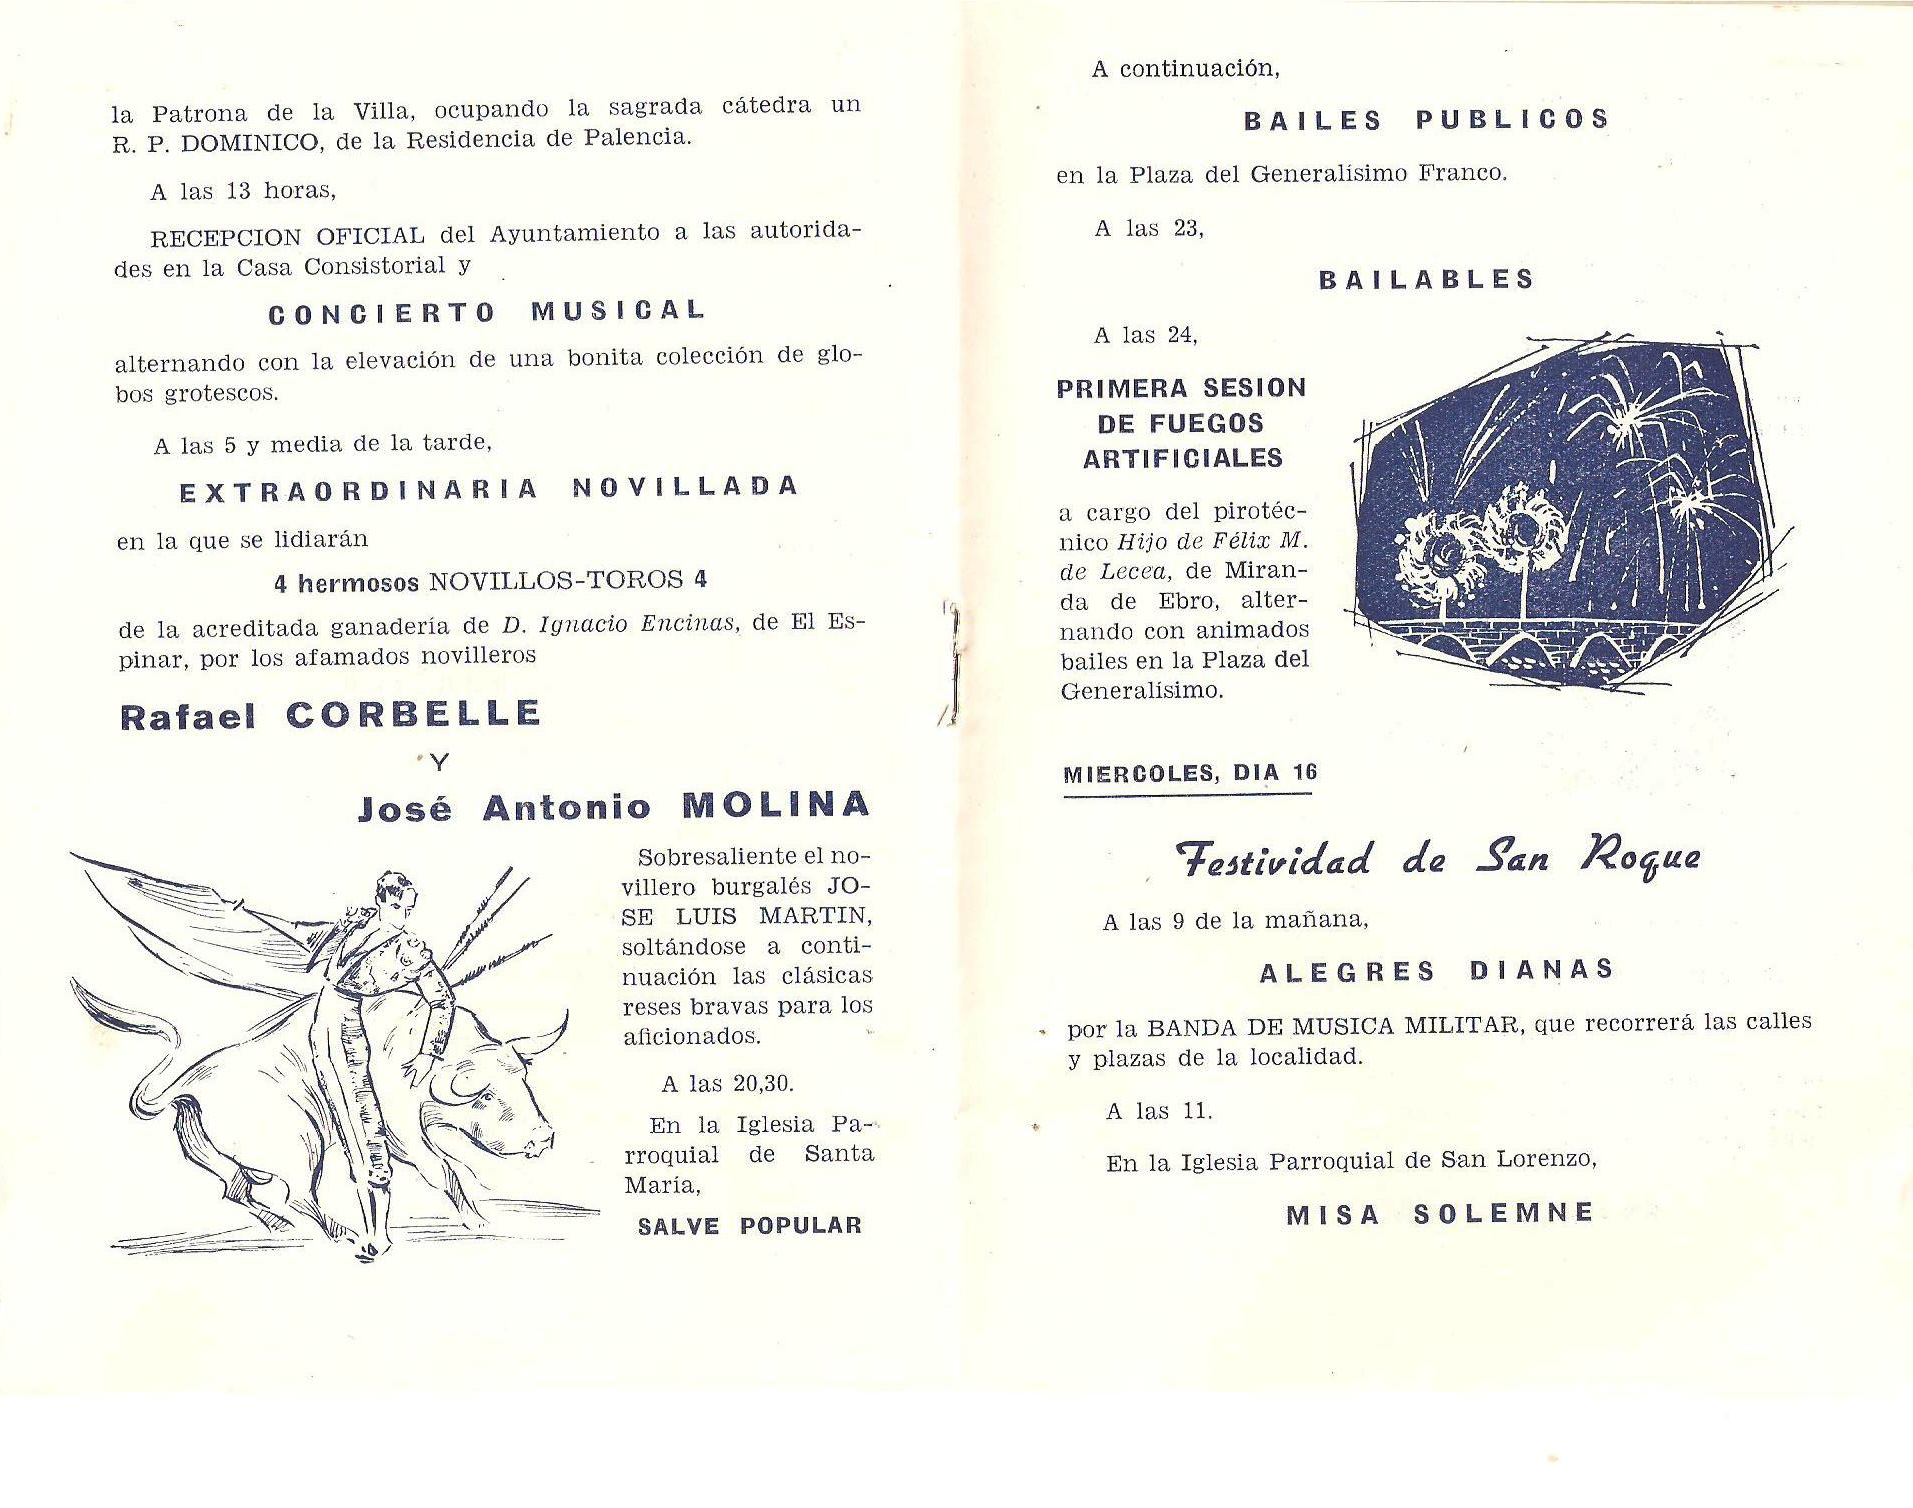 la Patrona de la Villa, ocupando la sagrada cátedra un
R. P. DOMINICO, de la Residencia de Palencia.
A las 13 horas,
RECEPCION OFICIAL del Ayuntamiento a las autorida-
des en la Casa Consistorial y
CONCIERTO MUSICAL
alternando con la elevación de una bonita colección de glo-
bos grotescos.
A las 5 y media de la tarde,
EXTRAORDINARIA NOVILLADA
en la que se lidiarán
4 hermosos NOVILLOS-TOROS 4
de la acreditada ganadería de D. Ignacio Encinas, de El Es-
pinar, por los afamados novilleros
Rafael CORBELLE
Y
José Antonio MOLINA
Sobresaliente el no-
villero burgalés JO-
SE LUIS MARTIN,
soltándose a conti-
nuación las clásicas
reses bravas para los
aficionados.
A las 20,30.
En la Iglesia Pa-
rroquial de Santa
María,
SALVE POPULAR
A continuación,
BAILES PUBLICOS
en la Plaza del Generalísimo Franco.
A las 23,
BAILABLES
A las 24,
PRIMERA SESION
DE FUEGOS
ARTIFICIALES
a cargo del pirotéc-
nico Hijo de Félix M.
de Lecea, de Miran-
da de Ebro, alter-
nando con animados
bailes en la Plaza del
Generalísimo.
MIERCOLES, DIA 16
Festividad de San Roque
A las 9 de la mañana,
ALEGRES DIANAS
por la BANDA DE MUSICA MILITAR, que recorrerá las calles
y plazas de la localidad.
A las 11.
En la Iglesia Parroquial de San Lorenzo,
MISA SOLEMNE